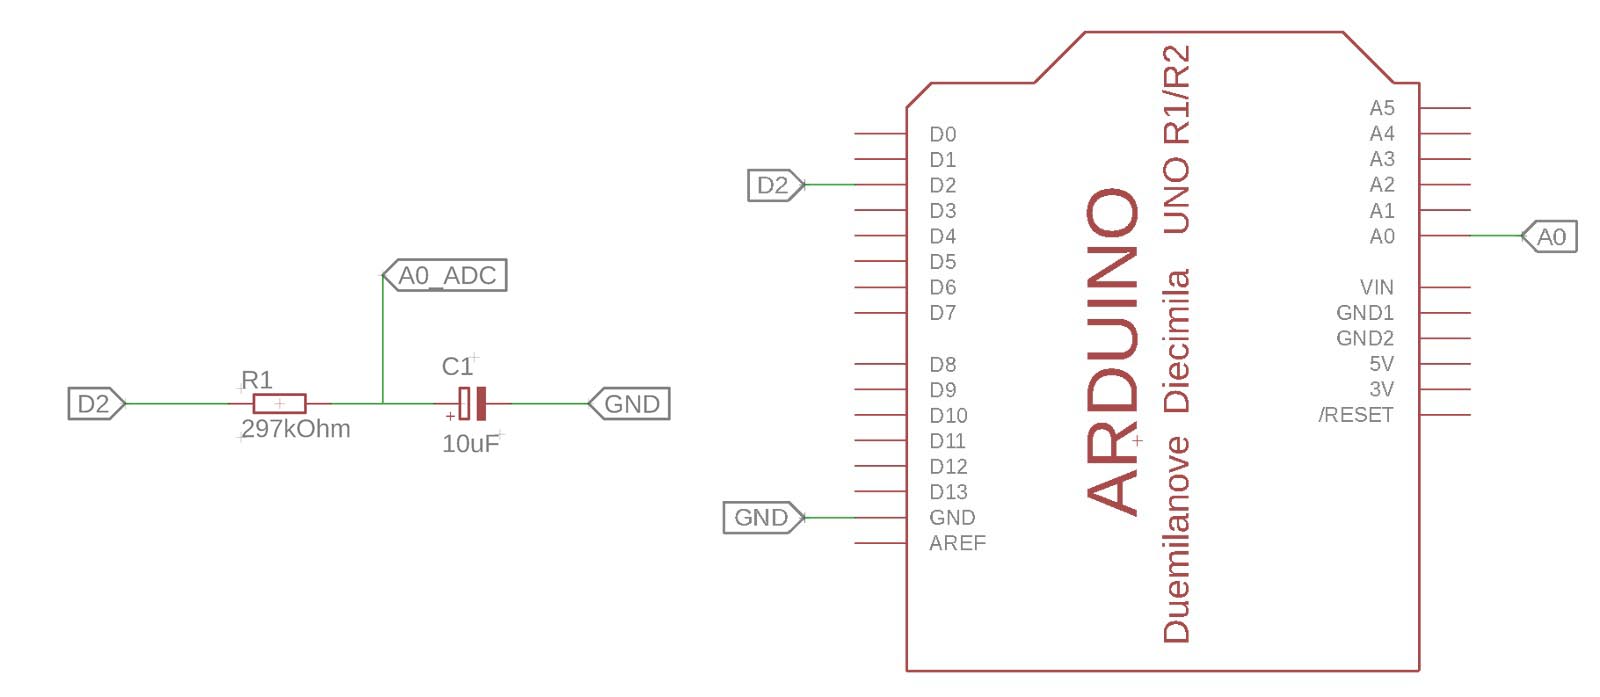 A0_ADC
C1
R1
D2
GND
297kOhm
10uF
D2
GND
D0
D1
D2
D3
D4
D5
D6
D7
D8
D9
D10
D11
D12
D13
GND
AREF
ARDUINO
Duemilanove Diecimila UNO R1/R2
A5
A4
A3
A2
A1
A0
VIN
GND1
GND2
5V
3V
/RESET
A0